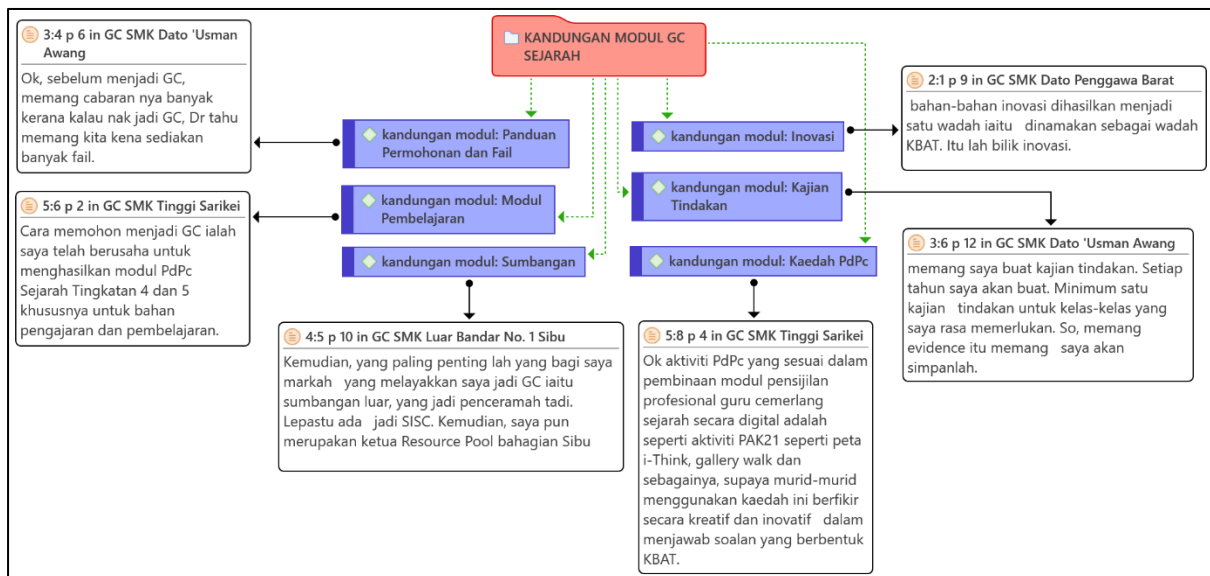 KANDUNGAN MODUL GC
SEJARAH
3:4 p 6 in GC SMK Dato 'Usman
Awang
Ok, sebelum menjadi GC,
memang cabaran nya banyak
kerana kalau nak jadi GC, Dr tahu
memang kita kena sediakan
banyak fail.
kandungan modul: Panduan
Permohonan dan Fail
kandungan modul: Inovasi
2:1 p 9 in GC SMK Dato Penggawa Barat
bahan-bahan inovasi dihasilkan menjadi
satu wadah iaitu dinamakan sebagai wadah
KBAT. Itu lah bilik inovasi.
5:6 p 2 in GC SMK Tinggi Sarikei
Cara memohon menjadi GC ialah
saya telah berusaha untuk
menghasilkan modul PdPc
Sejarah Tingkatan 4 dan 5
khususnya untuk bahan
pengajaran dan pembelajaran.
kandungan modul: Modul
Pembelajaran
kandungan modul: Kajian
Tindakan
3:6 p 12 in GC SMK Dato 'Usman Awang
memang saya buat kajian tindakan. Setiap
tahun saya akan buat. Minimum satu
kajian tindakan untuk kelas-kelas yang
saya rasa memerlukan. So, memang
evidence itu memang saya akan
simpanlah.
kandungan modul: Sumbangan
kandungan modul: Kaedah PdPc
4:5 p 10 in GC SMK Luar Bandar No. 1 Sibu
Kemudian, yang paling penting lah yang bagi saya
markah yang melayakkan saya jadi GC iaitu
sumbangan luar, yang jadi penceramah tadi.
Lepastu ada jadi SISC. Kemudian, saya pun
merupakan ketua Resource Pool bahagian Sibu
5:8 p 4 in GC SMK Tinggi Sarikei
Ok aktiviti PdPc yang sesuai dalam
pembinaan modul pensijilan
profesional guru cemerlang
sejarah secara digital adalah
seperti aktiviti PAK21 seperti peta
i-Think, gallery walk dan
sebagainya, supaya murid-murid
menggunakan kaedah ini berfikir
secara kreatif dan inovatif dalam
menjawab soalan yang berbentuk
KBAT.